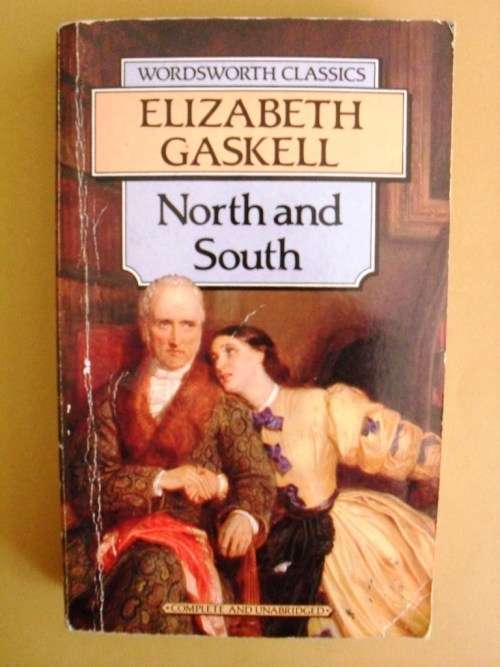 WORDSWORTH CLASSICS
ELIZABETH
GASKELL
North and
South
• COMPLETE AND UNABRIDGED •